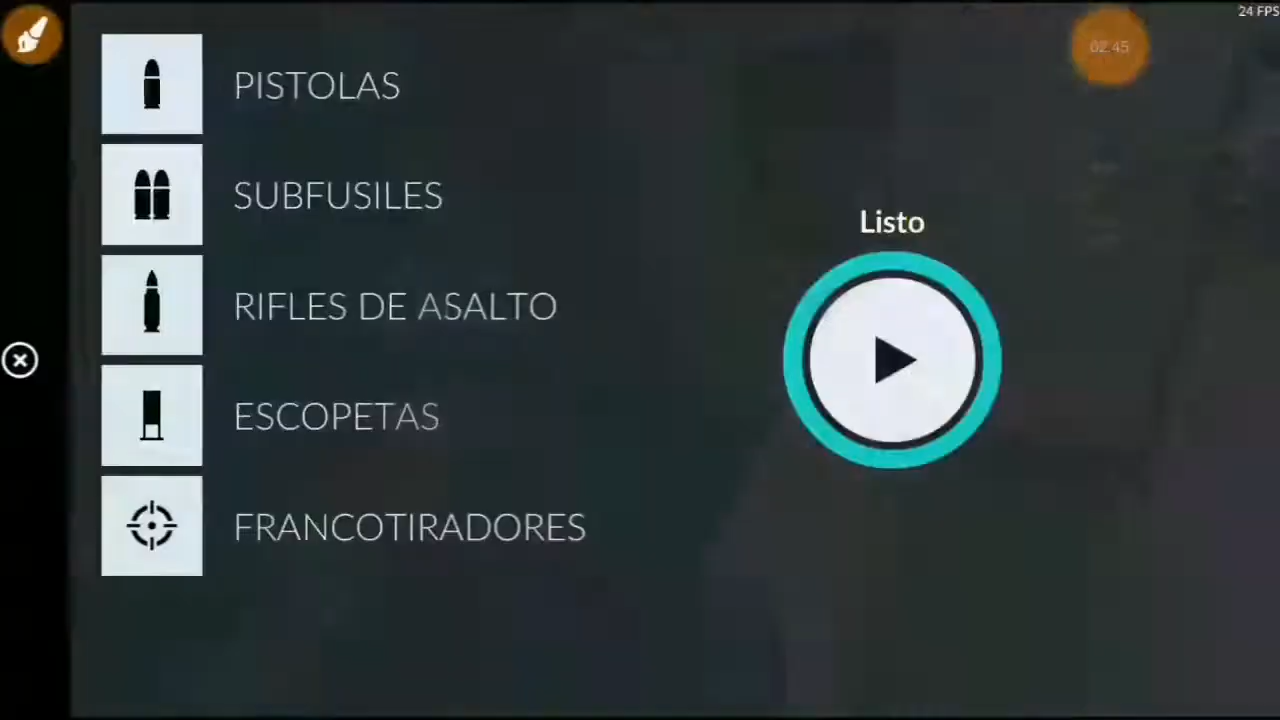 24 FPS
02:45
PISTOLAS
SUBFUSILES
Listo
RIFLES DE ASALTO
ESCOPETAS
FRANCOTIRADORES